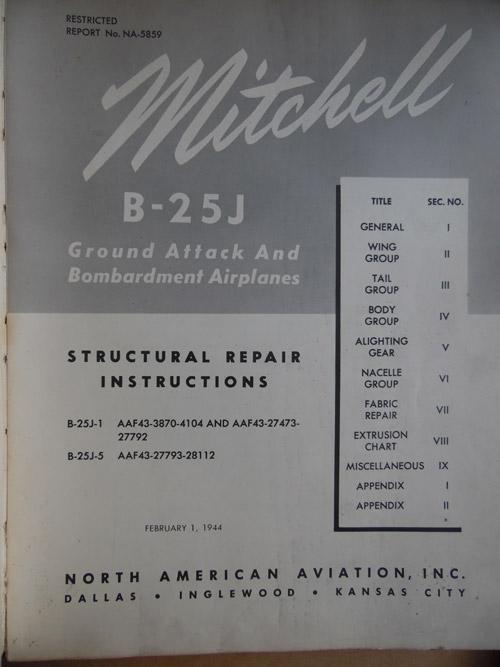 RESTRICTED
REPORT No. NA-5859
Mitchell
B-25J
Ground Attack And
Bombardment Airplanes
STRUCTURAL REPAIR
INSTRUCTIONS
B-25J-1 AAF43-3870-4104 AND AAF43-27473-
27792
B-25J-5 AAF43-27793-28112
FEBRUARY 1, 1944
TITLE SEC. NO.
GENERAL I
WING
GROUP II
TAIL
GROUP III
BODY
GROUP IV
ALIGHTING
GEAR V
NACELLE
GROUP VI
FABRIC
REPAIR VII
EXTRUSION
CHART VIII
MISCELLANEOUS IX
APPENDIX I
APPENDIX II
NORTH AMERICAN AVIATION, INC.
DALLAS • INGLEWOOD • KANSAS CITY